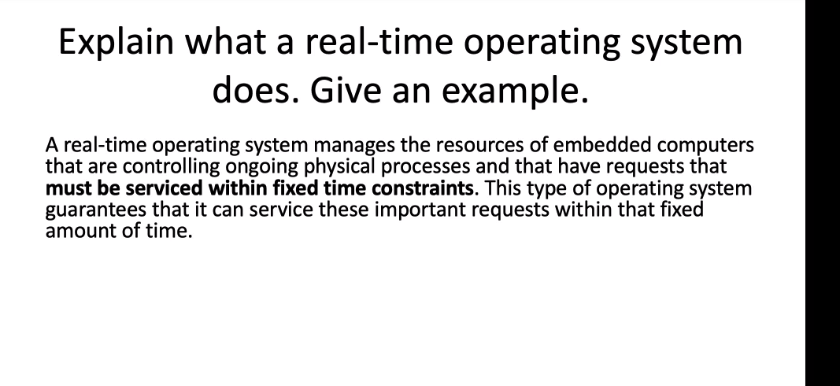 Explain what a real-time operating system
does. Give an example.
A real-time operating system manages the resources of embedded computers
that are controlling ongoing physical processes and that have requests that
must be serviced within fixed time constraints. This type of operating system
guarantees that it can service these important requests within that fixed
amount of time.